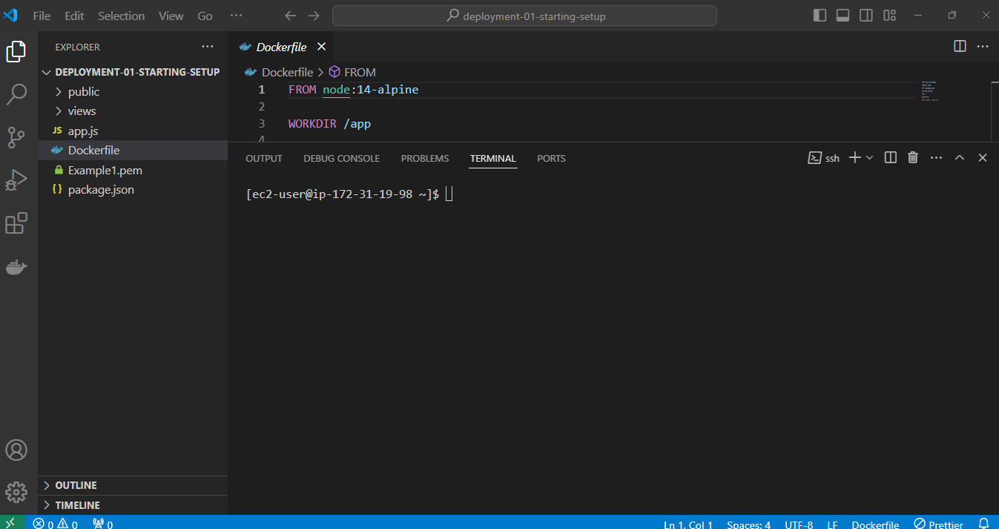 File Edit Selection View Go ··· deployment-01-starting-setup
EXPLORER ···
Dockerfile
DEPLOYMENT-01-STARTING-SETUP
public
views
JS app.js
Dockerfile
Example1.pem
{} package.json
OUTLINE
TIMELINE
Dockerfile > FROM
1 FROM node:14-alpine
2
3 WORKDIR /app
4
OUTPUT DEBUG CONSOLE PROBLEMS TERMINAL PORTS ssh
[ec2-user@ip-172-31-19-98 ~]$
0 0 0 Ln 1, Col 1 Spaces: 4 UTF-8 LF Dockerfile Prettier